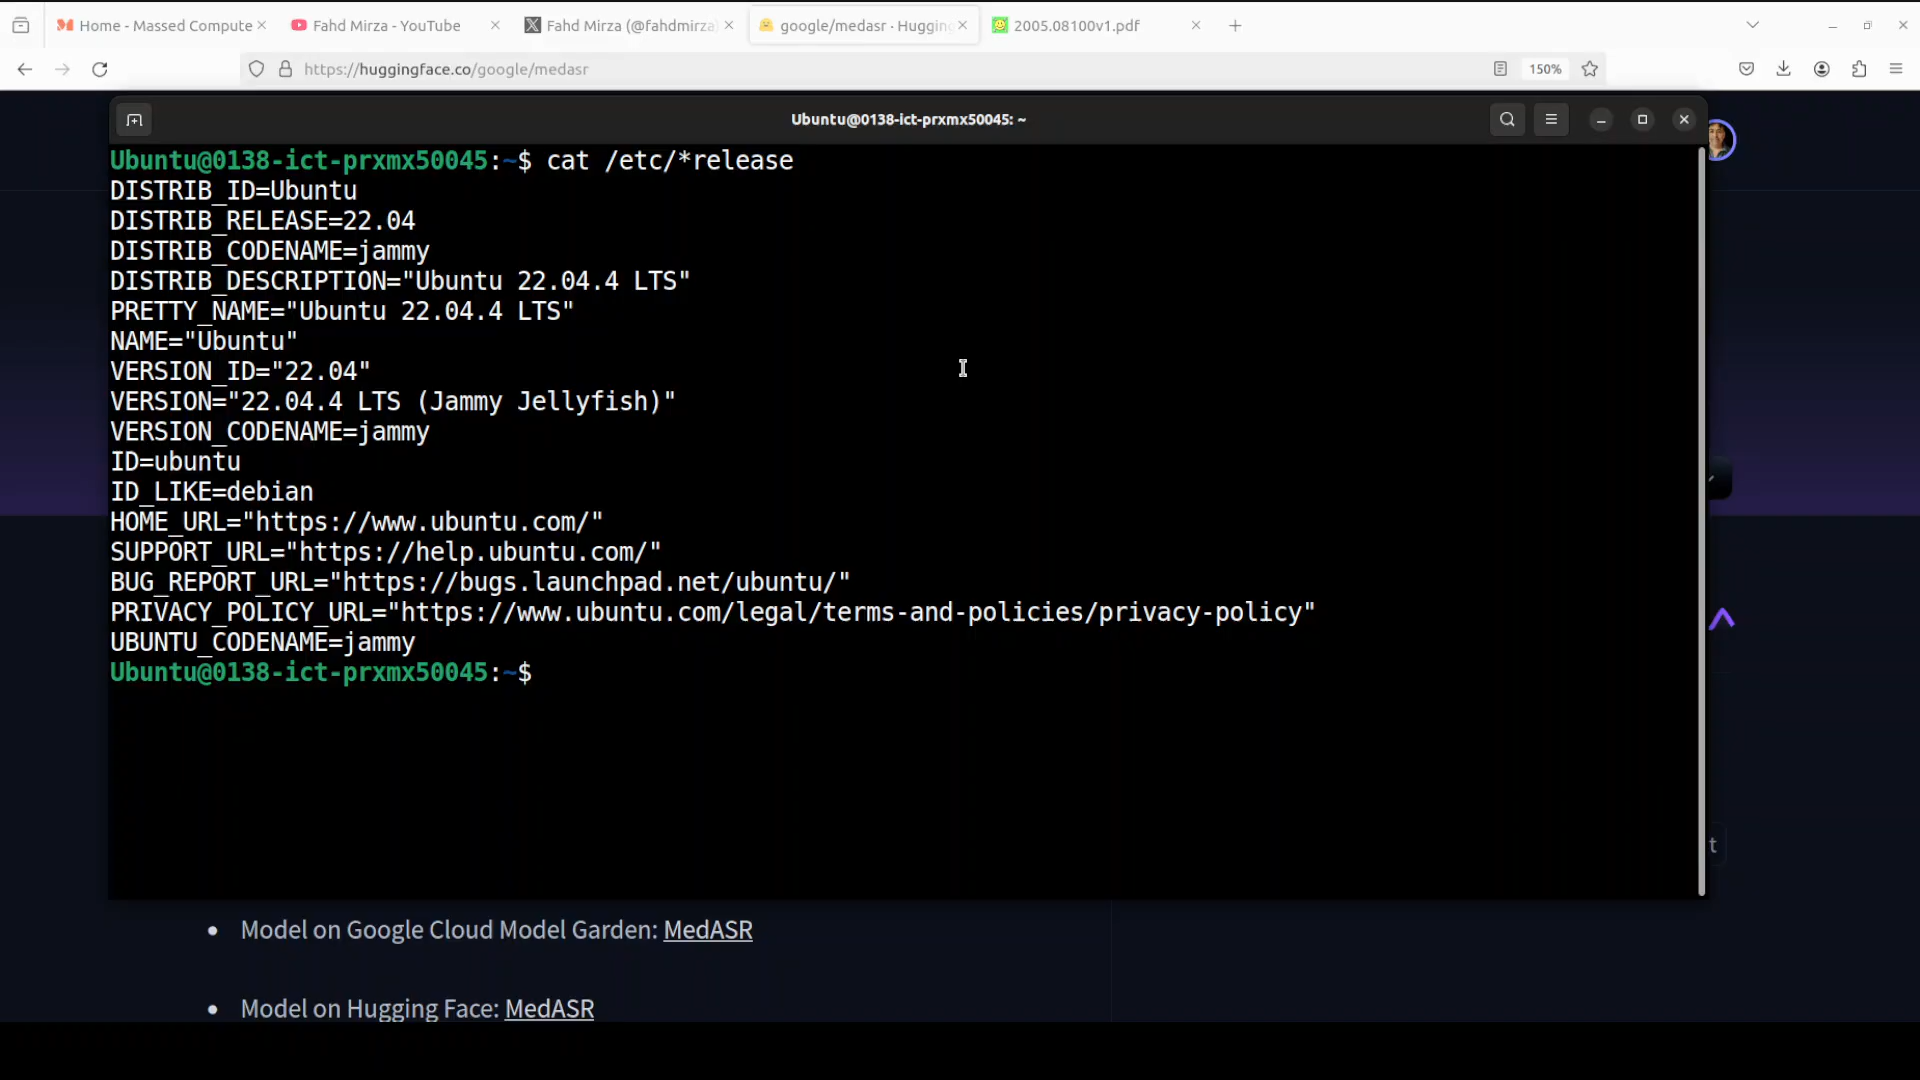 Home - Massed Compute
Fahd Mirza - YouTube
Fahd Mirza (@fahdmirza)
google/medasr · Hugging
2005.08100v1.pdf
https://huggingface.co/google/medasr
150%
Ubuntu@0138-ict-prxmx50045: ~
Ubuntu@0138-ict-prxmx50045:~$ cat /etc/*release
DISTRIB_ID=Ubuntu
DISTRIB_RELEASE=22.04
DISTRIB_CODENAME=jammy
DISTRIB_DESCRIPTION="Ubuntu 22.04.4 LTS"
PRETTY_NAME="Ubuntu 22.04.4 LTS"
NAME="Ubuntu"
VERSION_ID="22.04"
VERSION="22.04.4 LTS (Jammy Jellyfish)"
VERSION_CODENAME=jammy
ID=ubuntu
ID_LIKE=debian
HOME_URL="https://www.ubuntu.com/"
SUPPORT_URL="https://help.ubuntu.com/"
BUG_REPORT_URL="https://bugs.launchpad.net/ubuntu/"
PRIVACY_POLICY_URL="https://www.ubuntu.com/legal/terms-and-policies/privacy-policy"
UBUNTU_CODENAME=jammy
Ubuntu@0138-ict-prxmx50045:~$
t
• Model on Google Cloud Model Garden: MedASR
• Model on Hugging Face: MedASR